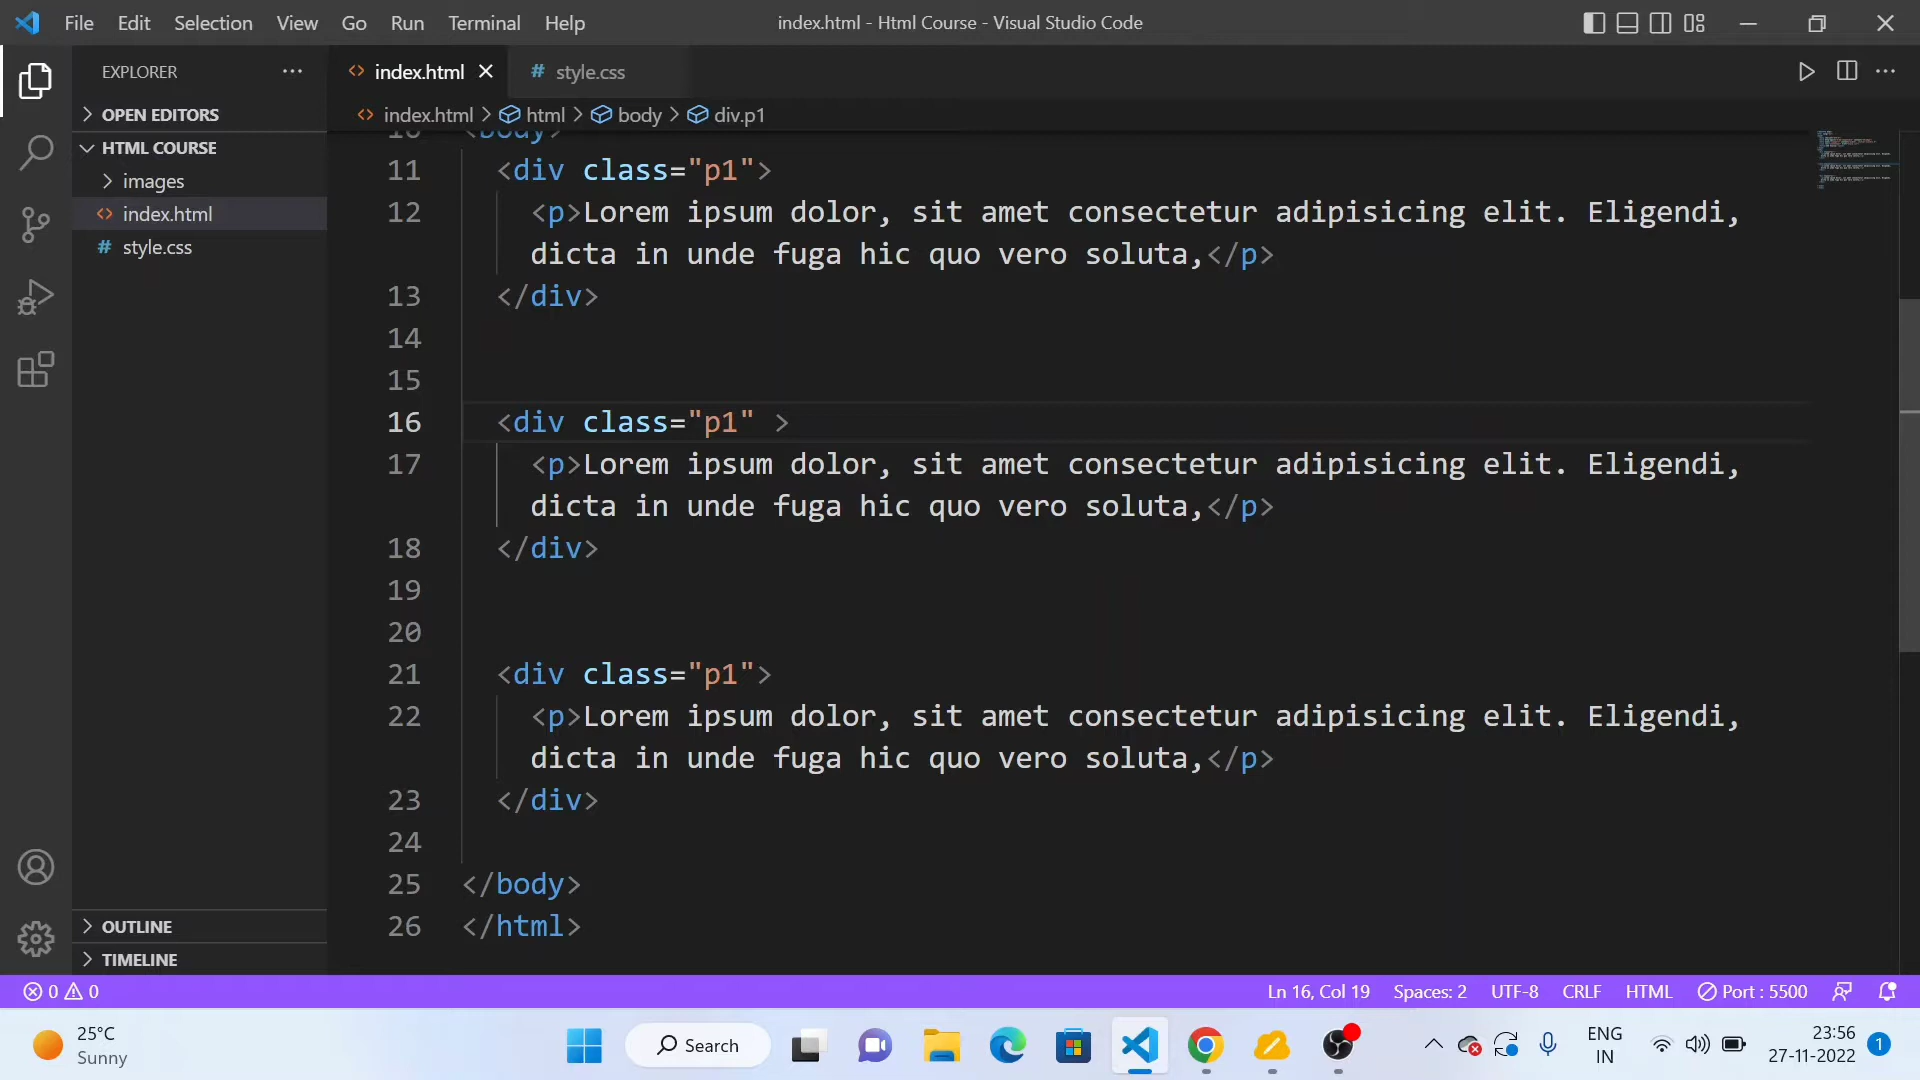 File Edit Selection View Go Run Terminal Help
index.html - Html Course - Visual Studio Code
EXPLORER
OPEN EDITORS
HTML COURSE
images
index.html
style.css
OUTLINE
TIMELINE
index.html
# style.css
index.html > html > body > div.p1
10 <body>
11 <div class="p1">
12 <p>Lorem ipsum dolor, sit amet consectetur adipisicing elit. Eligendi,
dicta in unde fuga hic quo vero soluta,</p>
13 </div>
14
15
16 <div class="p1" >
17 <p>Lorem ipsum dolor, sit amet consectetur adipisicing elit. Eligendi,
dicta in unde fuga hic quo vero soluta,</p>
18 </div>
19
20
21 <div class="p1">
22 <p>Lorem ipsum dolor, sit amet consectetur adipisicing elit. Eligendi,
dicta in unde fuga hic quo vero soluta,</p>
23 </div>
24
25 </body>
26 </html>
0 0
Ln 16, Col 19 Spaces: 2 UTF-8 CRLF HTML Port : 5500
25°C
Sunny
Search
ENG
IN
23:56
27-11-2022
1